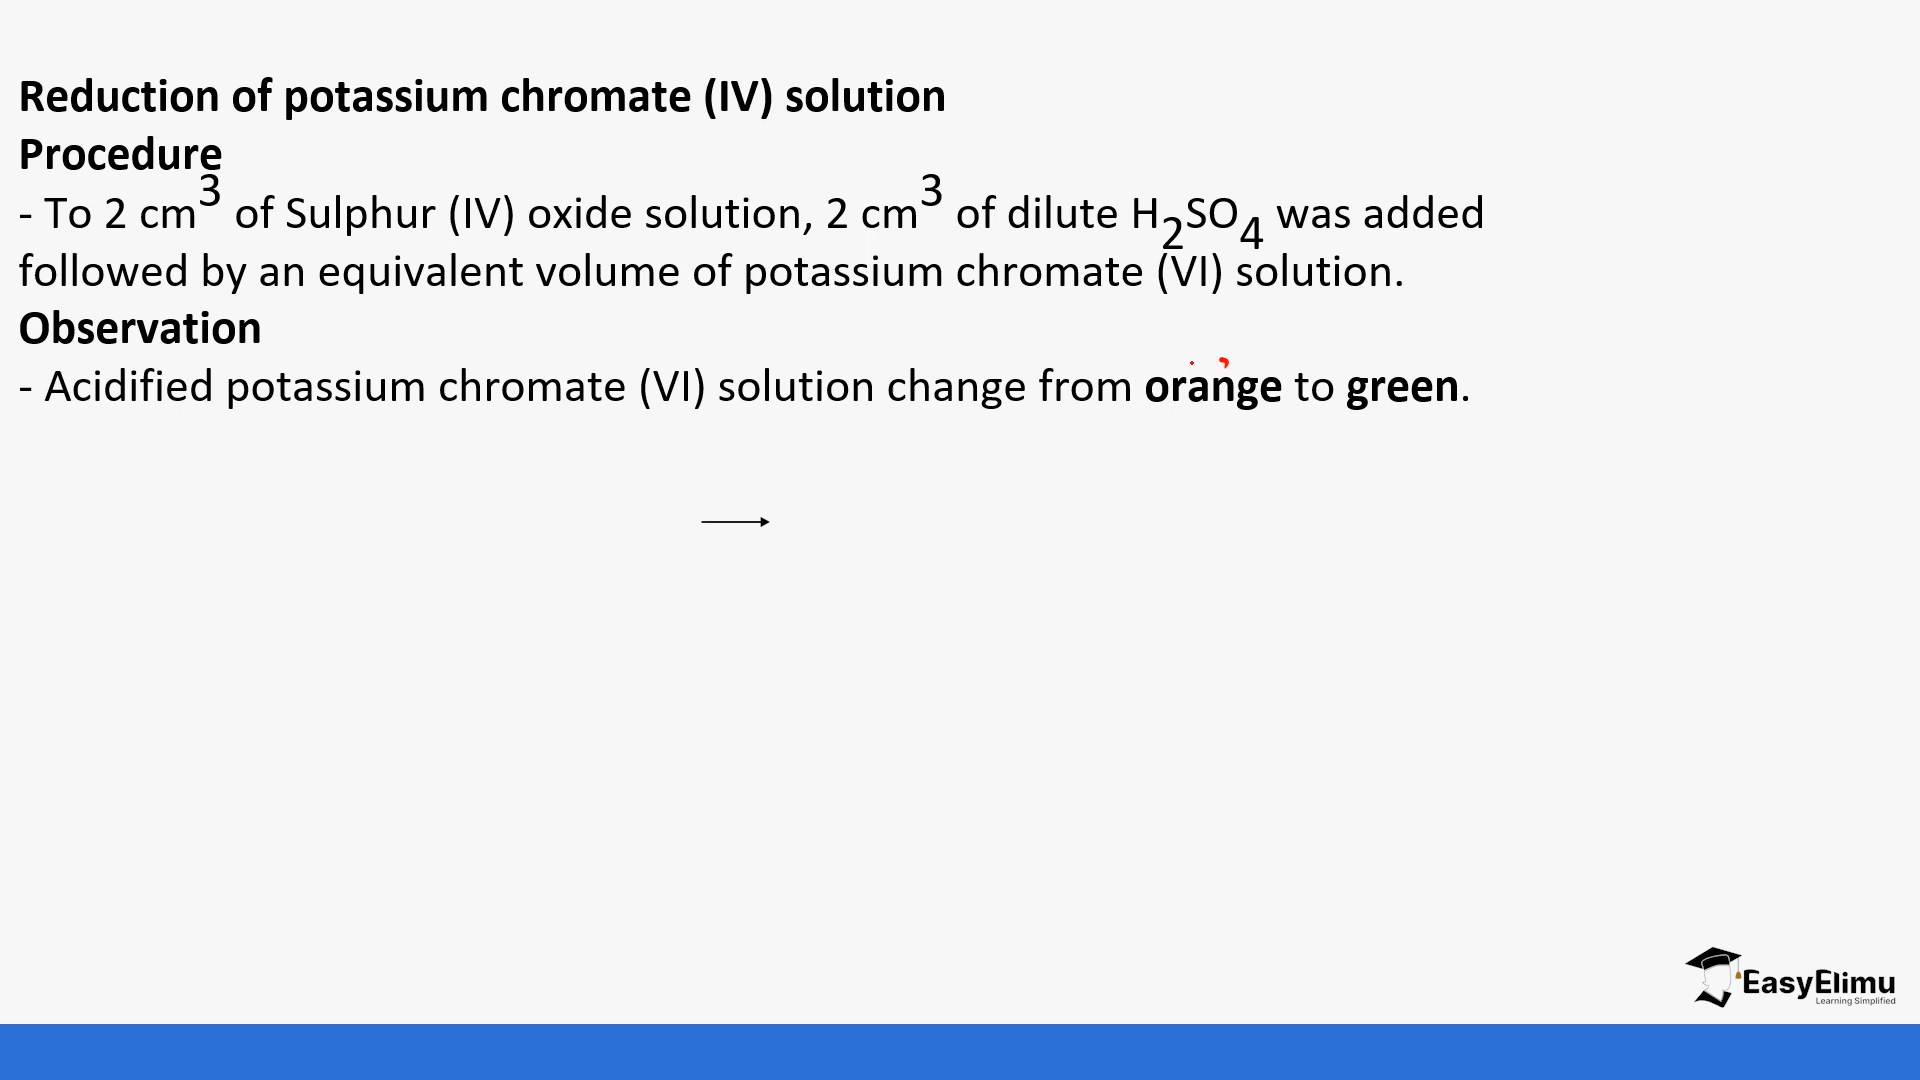 Reduction of potassium chromate (IV) solution
Procedure
- To 2 cm³ of Sulphur (IV) oxide solution, 2 cm³ of dilute H₂SO₄ was added
followed by an equivalent volume of potassium chromate (VI) solution.
Observation
- Acidified potassium chromate (VI) solution change from orange to green.
EasyElimu
Learning Simplified